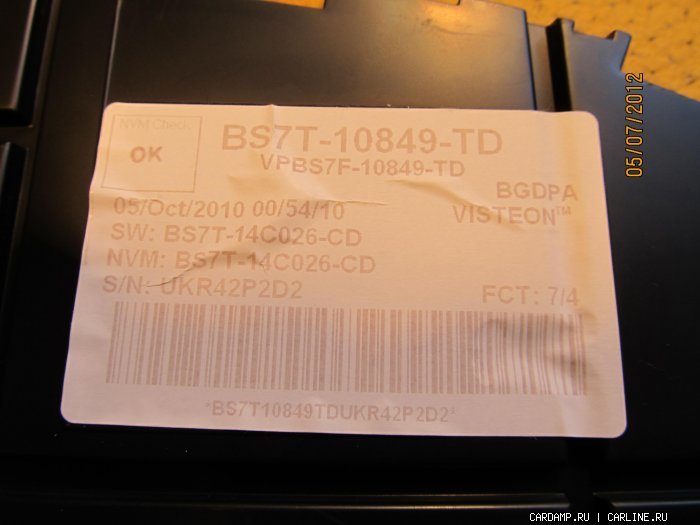 NVM Check
OK
BS7T-10849-TD
VPBS7F-10849-TD
BGDPA
05/Oct/2010 00/54/10
VISTEON™
SW: BS7T-14C026-CD
NVM: BS7T-14C026-CD
S/N: UKR42P2D2
FCT: 7/4
*BS7T10849TDUKR42P2D2*
05/07/2012
CARDAMP.RU | CARLINE.RU